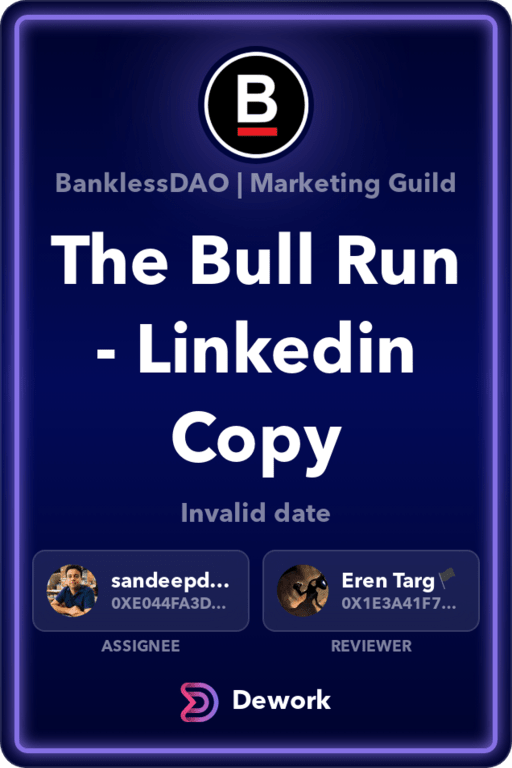 B
BanklessDAO | Marketing Guild
The Bull Run
- Linkedin
Copy
Invalid date
sandeepd...
0XE044FA3D...
Eren Targ🏴
0X1E3A41F7...
ASSIGNEE
REVIEWER
Dework